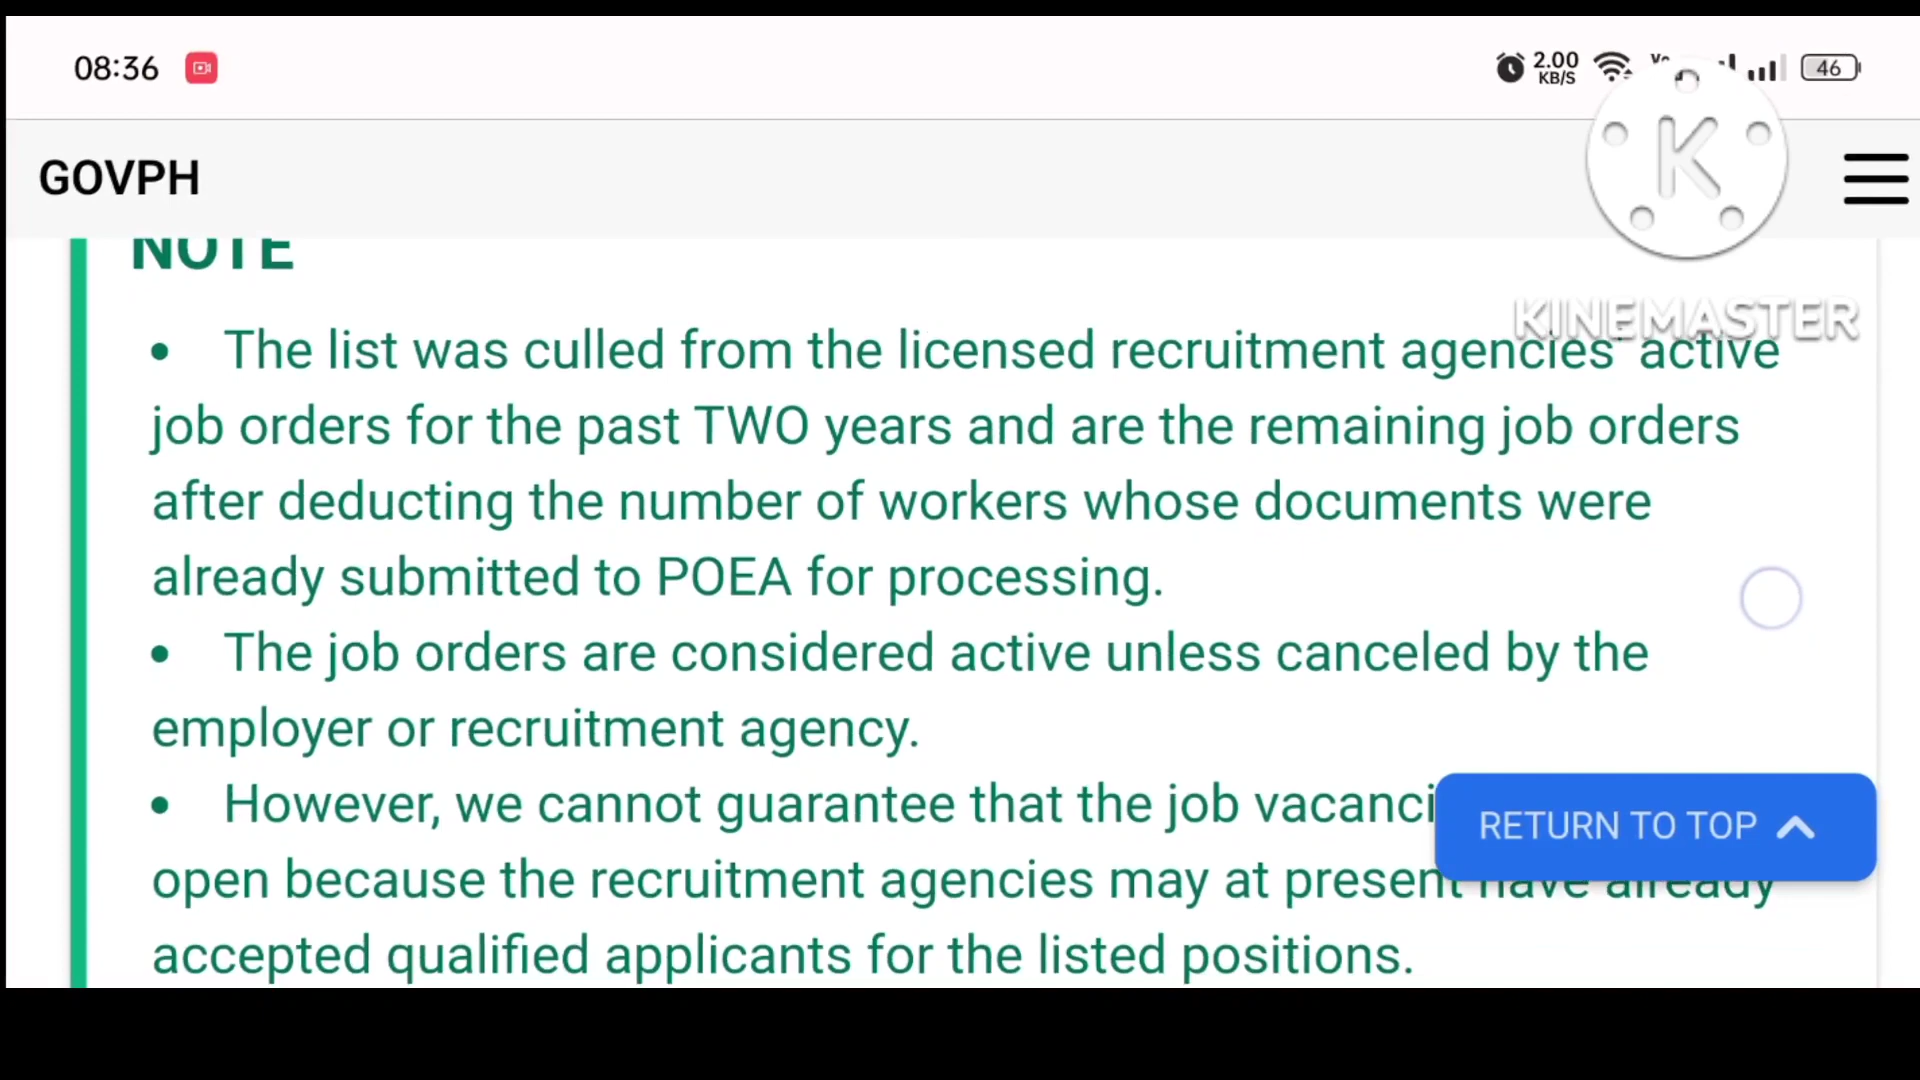 08:36
2.00
KB/S
46
GOVPH
K
KINEMASTER
NOTE
• The list was culled from the licensed recruitment agencies' active
job orders for the past TWO years and are the remaining job orders
after deducting the number of workers whose documents were
already submitted to POEA for processing.
• The job orders are considered active unless canceled by the
employer or recruitment agency.
• However, we cannot guarantee that the job
RETURN TO TOP
open because the recruitment agencies may at present have already
accepted qualified applicants for the listed positions.